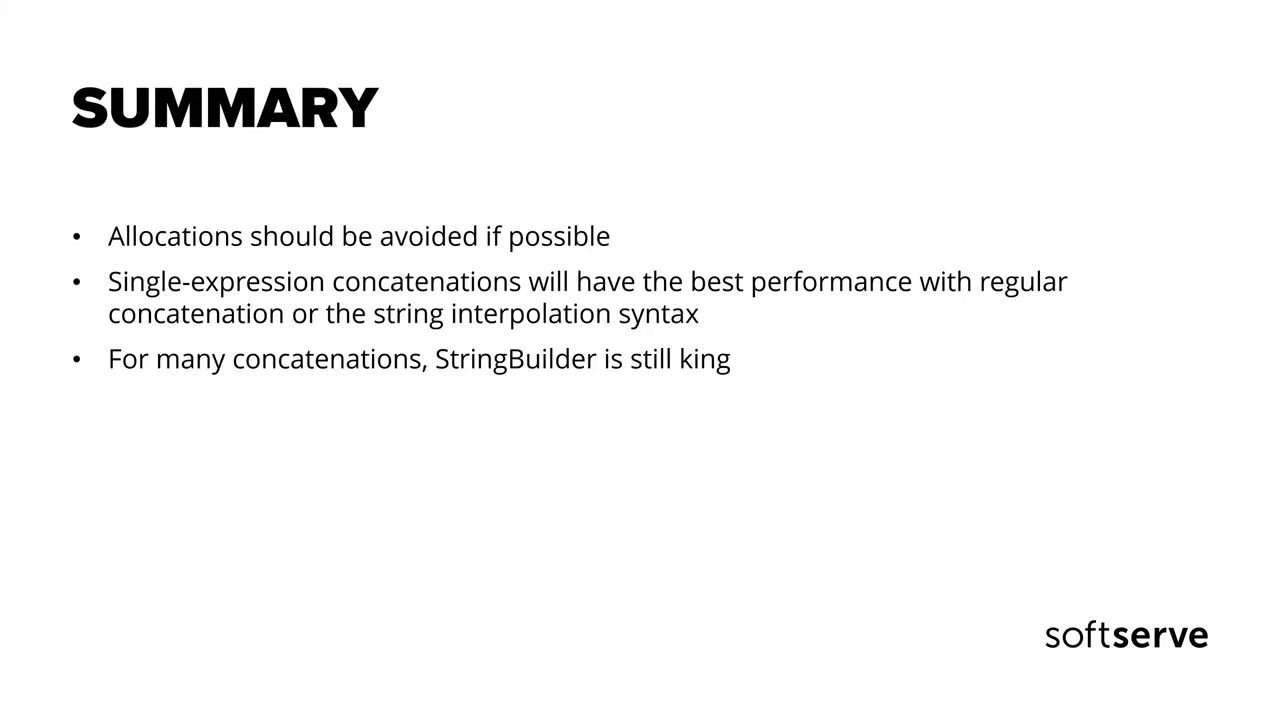 SUMMARY
• Allocations should be avoided if possible
• Single-expression concatenations will have the best performance with regular
concatenation or the string interpolation syntax
• For many concatenations, StringBuilder is still king
softserve